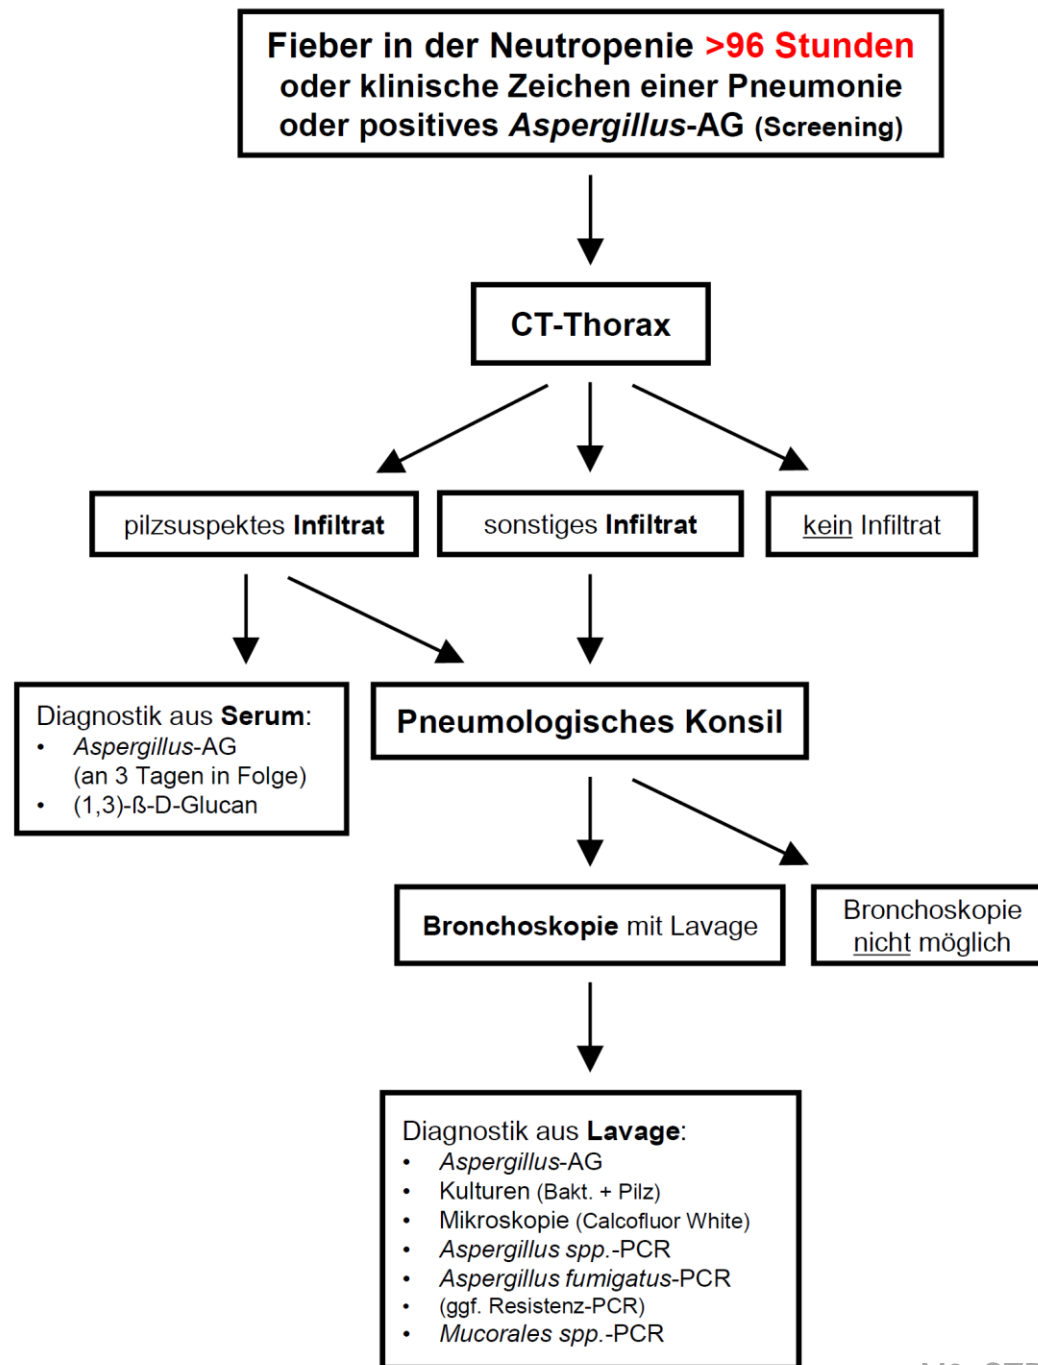 Fieber in der Neutropenie >96 Stunden
oder klinische Zeichen einer Pneumonie
oder positives Aspergillus-AG (Screening)
CT-Thorax
pilzsuspektes Infiltrat
sonstiges Infiltrat
kein Infiltrat
Diagnostik aus Serum:
• Aspergillus-AG
(an 3 Tagen in Folge)
• (1,3)-ß-D-Glucan
Pneumologisches Konsil
Bronchoskopie mit Lavage
Bronchoskopie
nicht möglich
Diagnostik aus Lavage:
• Aspergillus-AG
• Kulturen (Bakt. + Pilz)
• Mikroskopie (Calcofluor White)
• Aspergillus spp.-PCR
• Aspergillus fumigatus-PCR
• (ggf. Resistenz-PCR)
• Mucorales spp.-PCR